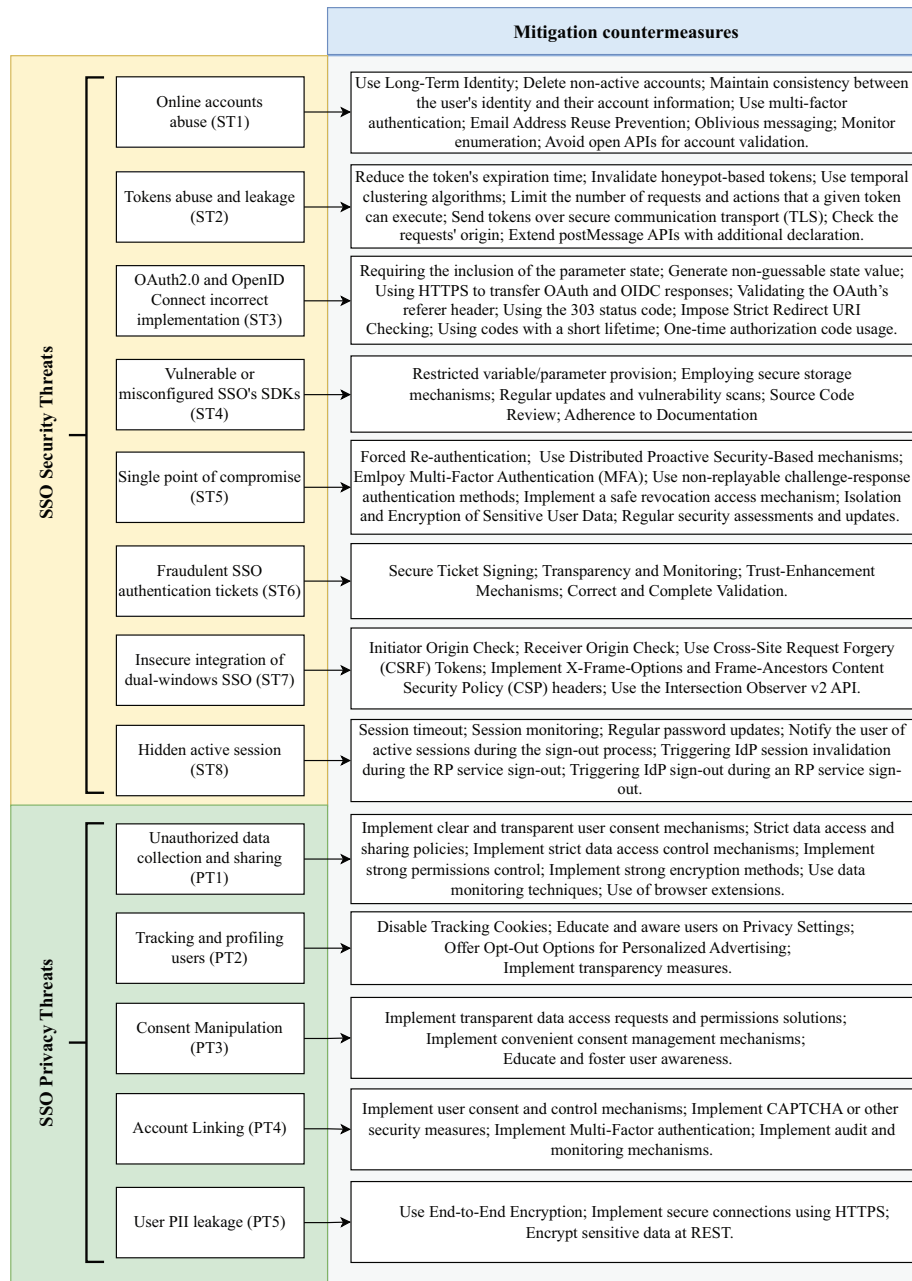 Mitigation countermeasures
SSO Security Threats
Online accounts
abuse (ST1)
Use Long-Term Identity; Delete non-active accounts; Maintain consistency between
the user's identity and their account information; Use multi-factor
authentication; Email Address Reuse Prevention; Oblivious messaging; Monitor
enumeration; Avoid open APIs for account validation.
Tokens abuse and leakage
(ST2)
Reduce the token's expiration time; Invalidate honeypot-based tokens; Use temporal
clustering algorithms; Limit the number of requests and actions that a given token
can execute; Send tokens over secure communication transport (TLS); Check the
requests' origin; Extend postMessage APIs with additional declaration.
OAuth2.0 and OpenID
Connect incorrect
implementation (ST3)
Requiring the inclusion of the parameter state; Generate non-guessable state value;
Using HTTPS to transfer OAuth and OIDC responses; Validating the OAuth's
referer header; Using the 303 status code; Impose Strict Redirect URI
Checking; Using codes with a short lifetime; One-time authorization code usage.
Vulnerable or
misconfigured SSO's SDKs
(ST4)
Restricted variable/parameter provision; Employing secure storage
mechanisms; Regular updates and vulnerability scans; Source Code
Review; Adherence to Documentation
Single point of compromise
(ST5)
Forced Re-authentication; Use Distributed Proactive Security-Based mechanisms;
Emlpoy Multi-Factor Authentication (MFA); Use non-replayable challenge-response
authentication methods; Implement a safe revocation access mechanism; Isolation
and Encryption of Sensitive User Data; Regular security assessments and updates.
Fraudulent SSO
authentication tickets (ST6)
Secure Ticket Signing; Transparency and Monitoring; Trust-Enhancement
Mechanisms; Correct and Complete Validation.
Insecure integration of
dual-windows SSO (ST7)
Initiator Origin Check; Receiver Origin Check; Use Cross-Site Request Forgery
(CSRF) Tokens; Implement X-Frame-Options and Frame-Ancestors Content
Security Policy (CSP) headers; Use the Intersection Observer v2 API.
Hidden active session
(ST8)
Session timeout; Session monitoring; Regular password updates; Notify the user of
active sessions during the sign-out process; Triggering IdP session invalidation
during the RP service sign-out; Triggering IdP sign-out during an RP service sign-
out.
SSO Privacy Threats
Unauthorized data
collection and sharing
(PT1)
Implement clear and transparent user consent mechanisms; Strict data access and
sharing policies; Implement strict data access control mechanisms; Implement
strong permissions control; Implement strong encryption methods; Use data
monitoring techniques; Use of browser extensions.
Tracking and profiling
users (PT2)
Disable Tracking Cookies; Educate and aware users on Privacy Settings;
Offer Opt-Out Options for Personalized Advertising;
Implement transparency measures.
Consent Manipulation
(PT3)
Implement transparent data access requests and permissions solutions;
Implement convenient consent management mechanisms;
Educate and foster user awareness.
Account Linking (PT4)
Implement user consent and control mechanisms; Implement CAPTCHA or other
security measures; Implement Multi-Factor authentication; Implement audit and
monitoring mechanisms.
User PII leakage (PT5)
Use End-to-End Encryption; Implement secure connections using HTTPS;
Encrypt sensitive data at REST.